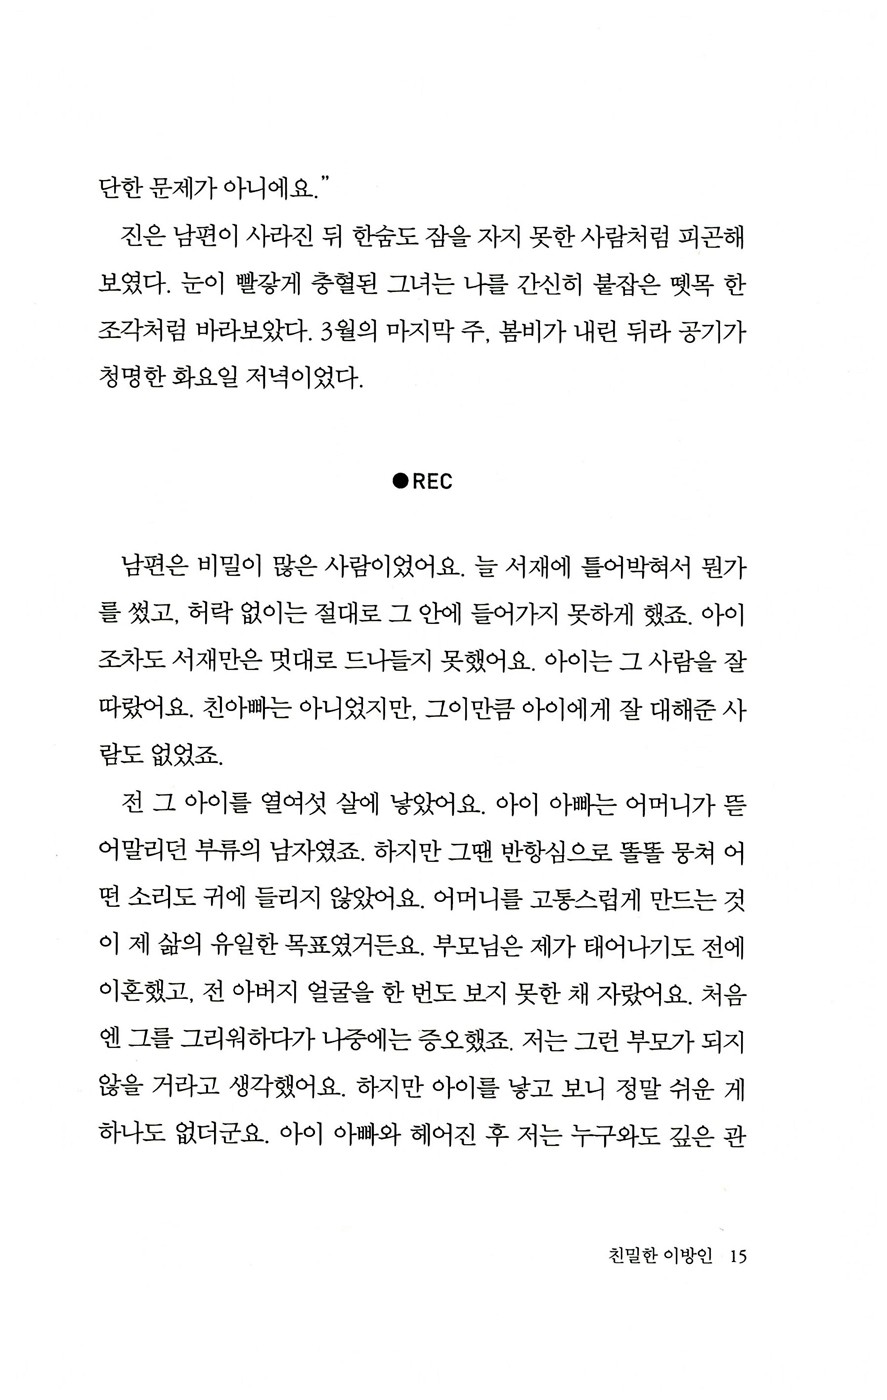 단한 문제가 아니에요.”
진은 남편이 사라진 뒤 한숨도 잠을 자지 못한 사람처럼 피곤해
보였다. 눈이 빨갛게 충혈된 그녀는 나를 간신히 붙잡은 뗏목 한
조각처럼 바라보았다. 3월의 마지막 주, 봄비가 내린 뒤라 공기가
청명한 화요일 저녁이었다.
●REC
남편은 비밀이 많은 사람이었어요. 늘 서재에 틀어박혀서 뭔가
를 썼고, 허락 없이는 절대로 그 안에 들어가지 못하게 했죠. 아이
조차도 서재만은 멋대로 드나들지 못했어요. 아이는 그 사람을 잘
따랐어요. 친아빠는 아니었지만, 그이만큼 아이에게 잘 대해준 사
람도 없었죠.
전 그 아이를 열여섯 살에 낳았어요. 아이 아빠는 어머니가 뜯
어말리던 부류의 남자였죠. 하지만 그땐 반항심으로 똘똘 뭉쳐 어
떤 소리도 귀에 들리지 않았어요. 어머니를 고통스럽게 만드는 것
이 제 삶의 유일한 목표였거든요. 부모님은 제가 태어나기도 전에
이혼했고, 전 아버지 얼굴을 한 번도 보지 못한 채 자랐어요. 처음
엔 그를 그리워하다가 나중에는 증오했죠. 저는 그런 부모가 되지
않을 거라고 생각했어요. 하지만 아이를 낳고 보니 정말 쉬운 게
하나도 없더군요. 아이 아빠와 헤어진 후 저는 누구와도 깊은 관
친밀한 이방인 15